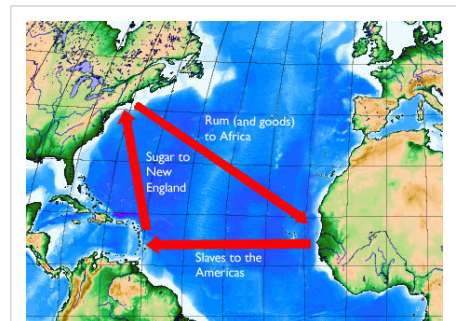 Rum (and goods)
to Africa
Sugar to
New
England
Slaves to the
Americas